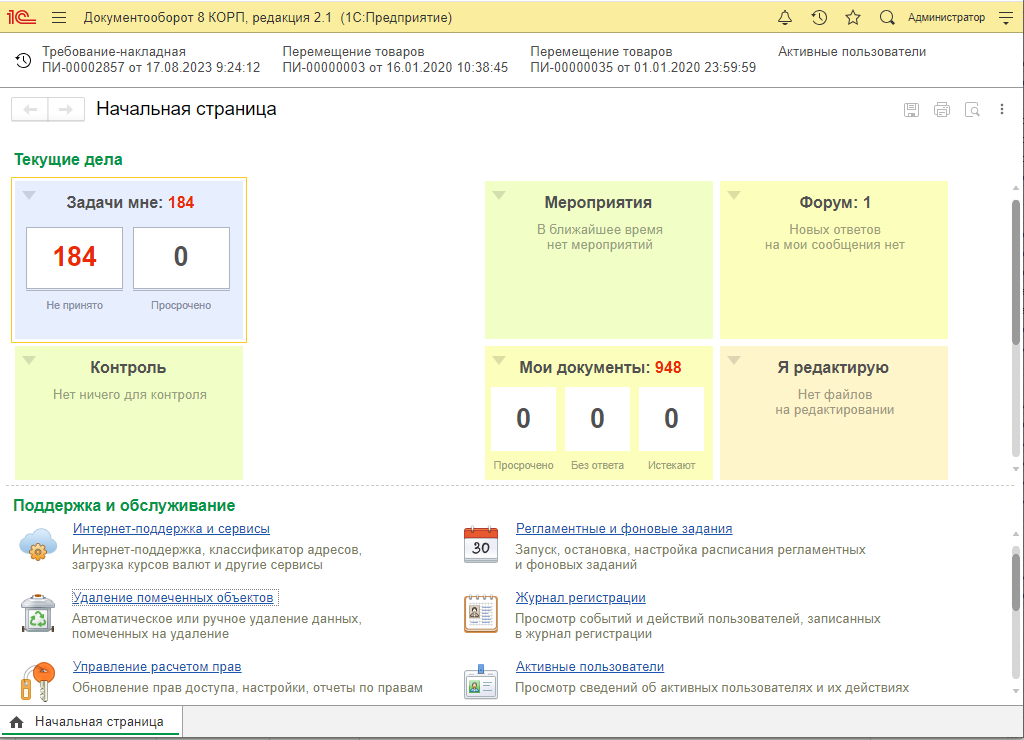 1С Документооборот 8 КОРП, редакция 2.1 (1С:Предприятие) Администратор
Требование-накладная
ПИ-00002857 от 17.08.2023 9:24:12
Перемещение товаров
ПИ-00000003 от 16.01.2020 10:38:45
Перемещение товаров
ПИ-00000035 от 01.01.2020 23:59:59
Активные пользователи
Начальная страница
Текущие дела
Задачи мне: 184
184 0
Не принято Просрочено
Мероприятия
В ближайшее время
нет мероприятий
Форум: 1
Новых ответов
на мои сообщения нет
Контроль
Нет ничего для контроля
Мои документы: 948
0 0 0
Просрочено Без ответа Истекают
Я редактирую
Нет файлов
на редактировании
Поддержка и обслуживание
Интернет-поддержка и сервисы
Интернет-поддержка, классификатор адресов,
загрузка курсов валют и другие сервисы
30
Регламентные и фоновые задания
Запуск, остановка, настройка расписания регламентных
и фоновых заданий
Удаление помеченных объектов
Автоматическое или ручное удаление данных,
помеченных на удаление
Журнал регистрации
Просмотр событий и действий пользователей, записанных
в журнал регистрации
Управление расчетом прав
Обновление прав доступа, настройки, отчеты по правам
Активные пользователи
Просмотр сведений об активных пользователях и их действиях
Начальная страница